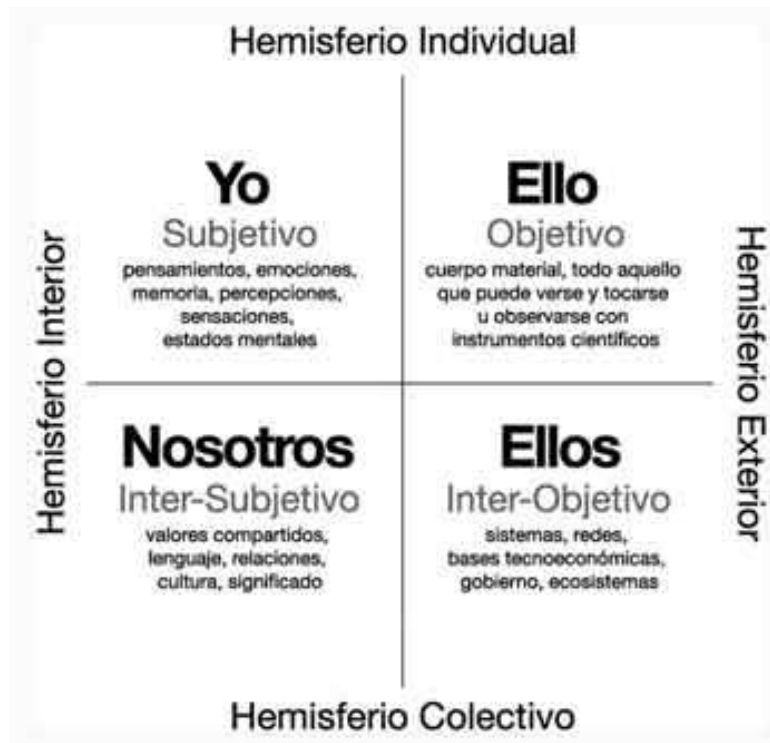 Hemisferio Individual
Hemisferio Interior
Yo
Subjetivo
pensamientos, emociones,
memoria, percepciones,
sensaciones,
estados mentales
Ello
Objetivo
cuerpo material, todo aquello
que puede verse y tocarse
u observarse con
instrumentos científicos
Hemisferio Exterior
Nosotros
Inter-Subjetivo
valores compartidos,
lenguaje, relaciones,
cultura, significado
Ellos
Inter-Objetivo
sistemas, redes,
bases tecnoeconómicas,
gobierno, ecosistemas
Hemisferio Colectivo